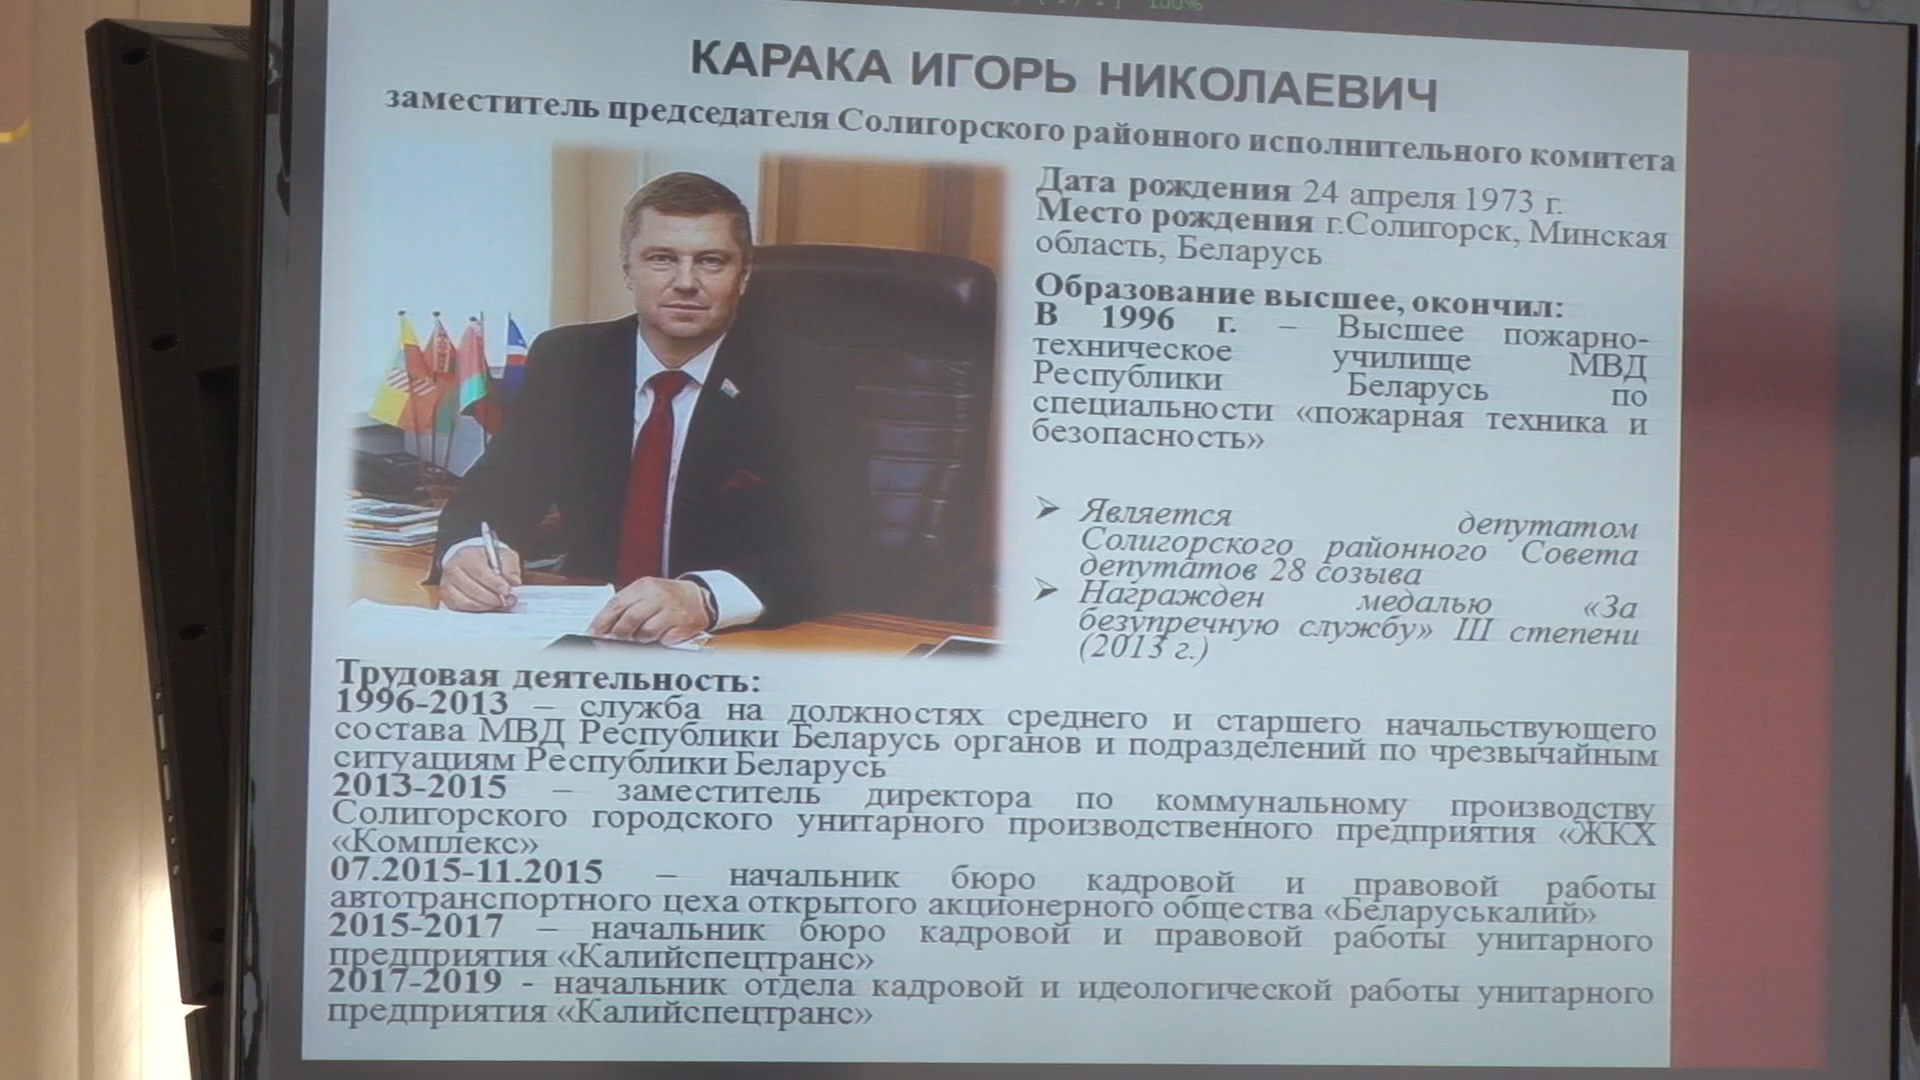 100%
КАРАКА ИГОРЬ НИКОЛАЕВИЧ
заместитель председателя Солигорского районного исполнительного комитета
Дата рождения 24 апреля 1973 г.
Место рождения г.Солигорск, Минская
область, Беларусь
Образование высшее, окончил:
В 1996 г. – Высшее пожарно-
техническое училище МВД
Республики Беларусь по
специальности «пожарная техника и
безопасность»
➢ Является депутатом
Солигорского районного Совета
депутатов 28 созыва
➢ Награжден медалью «За
безупречную службу» III степени
(2013 г.)
Трудовая деятельность:
1996-2013 – служба на должностях среднего и старшего начальствующего
состава МВД Республики Беларусь органов и подразделений по чрезвычайным
ситуациям Республики Беларусь
2013-2015 – заместитель директора по коммунальному производству
Солигорского городского унитарного производственного предприятия «ЖКХ
«Комплекс»
07.2015-11.2015 – начальник бюро кадровой и правовой работы
автотранспортного цеха открытого акционерного общества «Беларуськалий»
2015-2017 – начальник бюро кадровой и правовой работы унитарного
предприятия «Калийспецтранс»
2017-2019 - начальник отдела кадровой и идеологической работы унитарного
предприятия «Калийспецтранс»